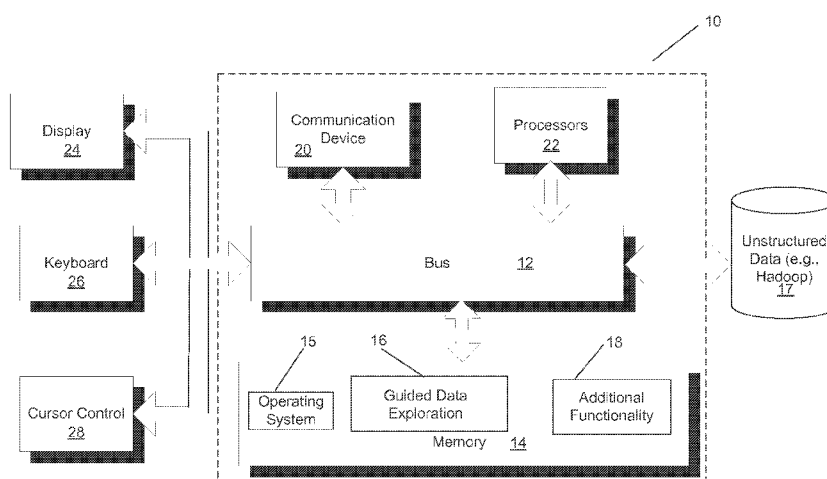 10
Display
24
Communication
Device
20
Processors
22
Keyboard
26
Bus 12
Unstructured
Data (e.g.,
Hadoop)
17
15
16
18
Operating
System
Guided Data
Exploration
Additional
Functionality
Memory 14
Cursor Control
28